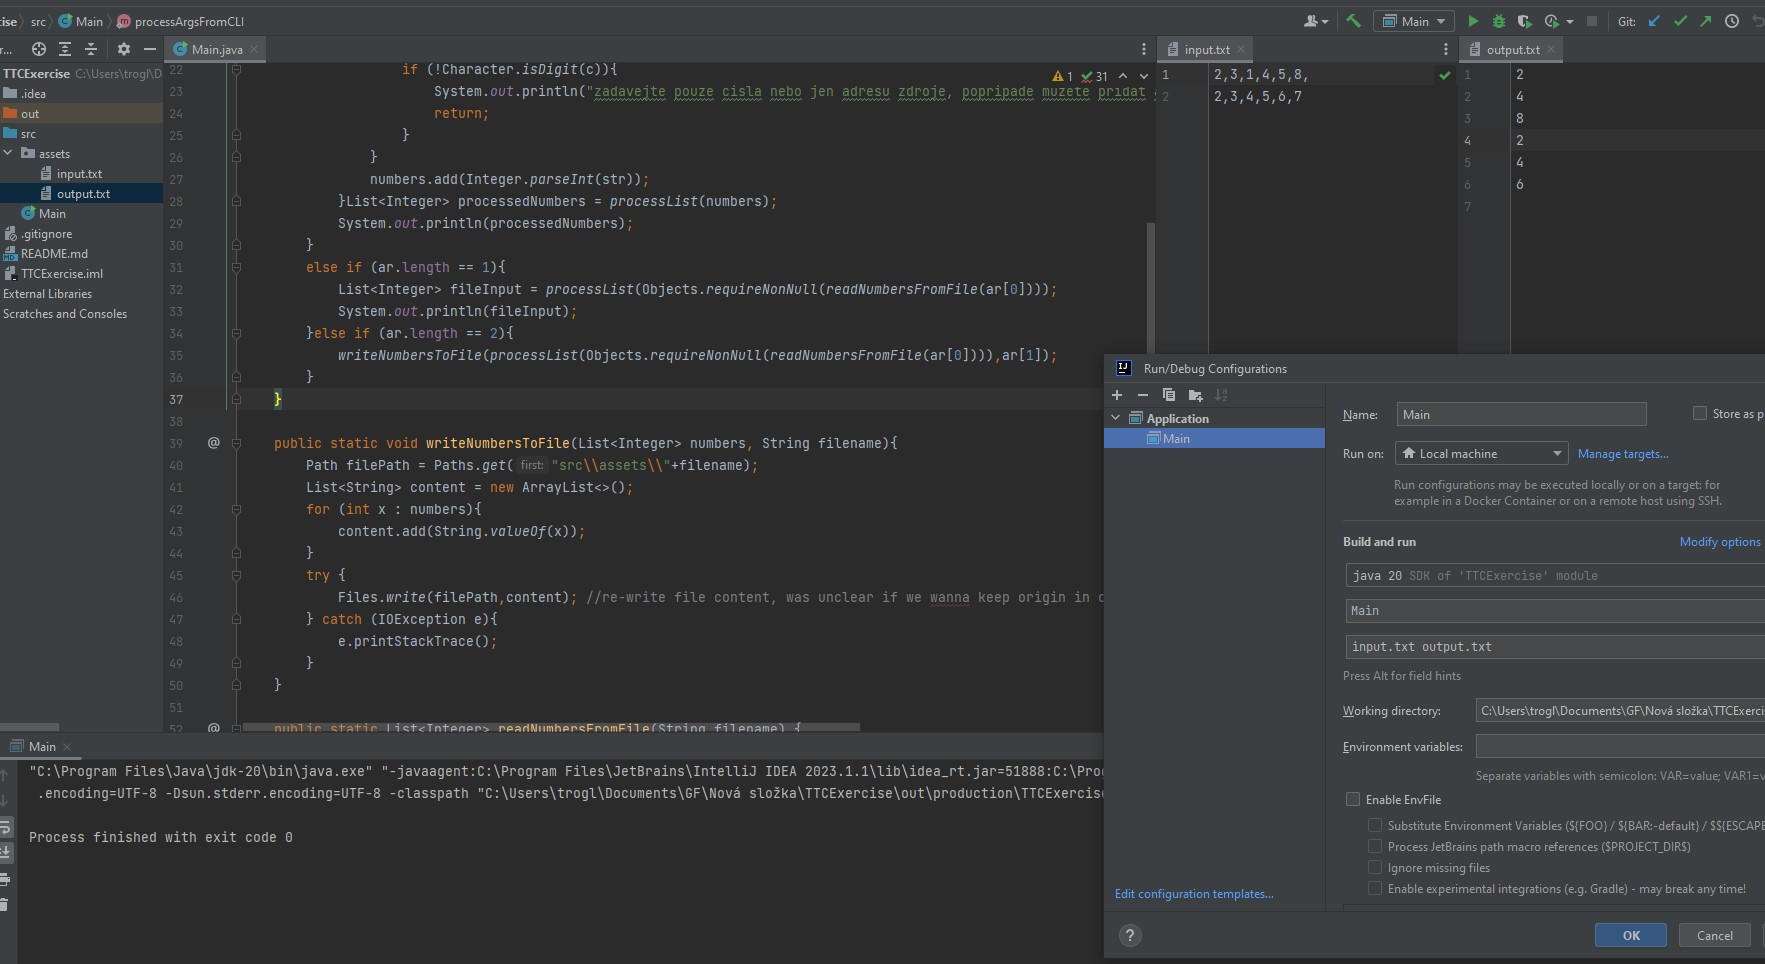 ise src Main processArgsFromCLI
Main Git:
r... Main.java input.txt output.txt
TTCExercise C:\Users\trogl\D
.idea
out
src
assets
input.txt
output.txt
Main
.gitignore
README.md
TTCExercise.iml
External Libraries
Scratches and Consoles
1 31
22 if (!Character.isDigit(c)){
23 System.out.println("zadavejte pouze cisla nebo jen adresu zdroje, popripade muzete pridat
24 return;
25 }
26 }
27 numbers.add(Integer.parseInt(str));
28 }List<Integer> processedNumbers = processList(numbers);
29 System.out.println(processedNumbers);
30 }
31 else if (ar.length == 1){
32 List<Integer> fileInput = processList(Objects.requireNonNull(readNumbersFromFile(ar[0])));
33 System.out.println(fileInput);
34 }else if (ar.length == 2){
35 writeNumbersToFile(processList(Objects.requireNonNull(readNumbersFromFile(ar[0]))),ar[1]);
36 }
37 }
38
39 @ public static void writeNumbersToFile(List<Integer> numbers, String filename){
40 Path filePath = Paths.get( first: "src\\assets\\"+filename);
41 List<String> content = new ArrayList<>();
42 for (int x : numbers){
43 content.add(String.valueOf(x));
44 }
45 try {
46 Files.write(filePath,content); //re-write file content, was unclear if we wanna keep origin in
47 } catch (IOException e){
48 e.printStackTrace();
49 }
50 }
51
52 @ public static List<Integer> readNumbersFromFile(String filename) {
1 2,3,1,4,5,8,
2 2,3,4,5,6,7
1 2
2 4
3 8
4 2
5 4
6 6
7
Main
"C:\Program Files\Java\jdk-20\bin\java.exe" "-javaagent:C:\Program Files\JetBrains\IntelliJ IDEA 2023.1.1\lib\idea_rt.jar=51888:C:\Pro
.encoding=UTF-8 -Dsun.stderr.encoding=UTF-8 -classpath "C:\Users\trogl\Documents\GF\Nová složka\TTCExercise\out\production\TTCExercise
Process finished with exit code 0
IJ Run/Debug Configurations
Application
Main
Edit configuration templates...
Name: Main Store as p
Run on: Local machine Manage targets...
Run configurations may be executed locally or on a target: for
example in a Docker Container or on a remote host using SSH.
Build and run Modify options
java 20 SDK of 'TTCExercise' module
Main
input.txt output.txt
Press Alt for field hints
Working directory: C:\Users\trogl\Documents\GF\Nová složka\TTCExerci
Environment variables:
Separate variables with semicolon: VAR=value; VAR1=v
Enable EnvFile
Substitute Environment Variables (${FOO} / ${BAR:-default} / $${ESCAPE
Process JetBrains path macro references ($PROJECT_DIR$)
Ignore missing files
Enable experimental integrations (e.g. Gradle) - may break any time!
? OK Cancel